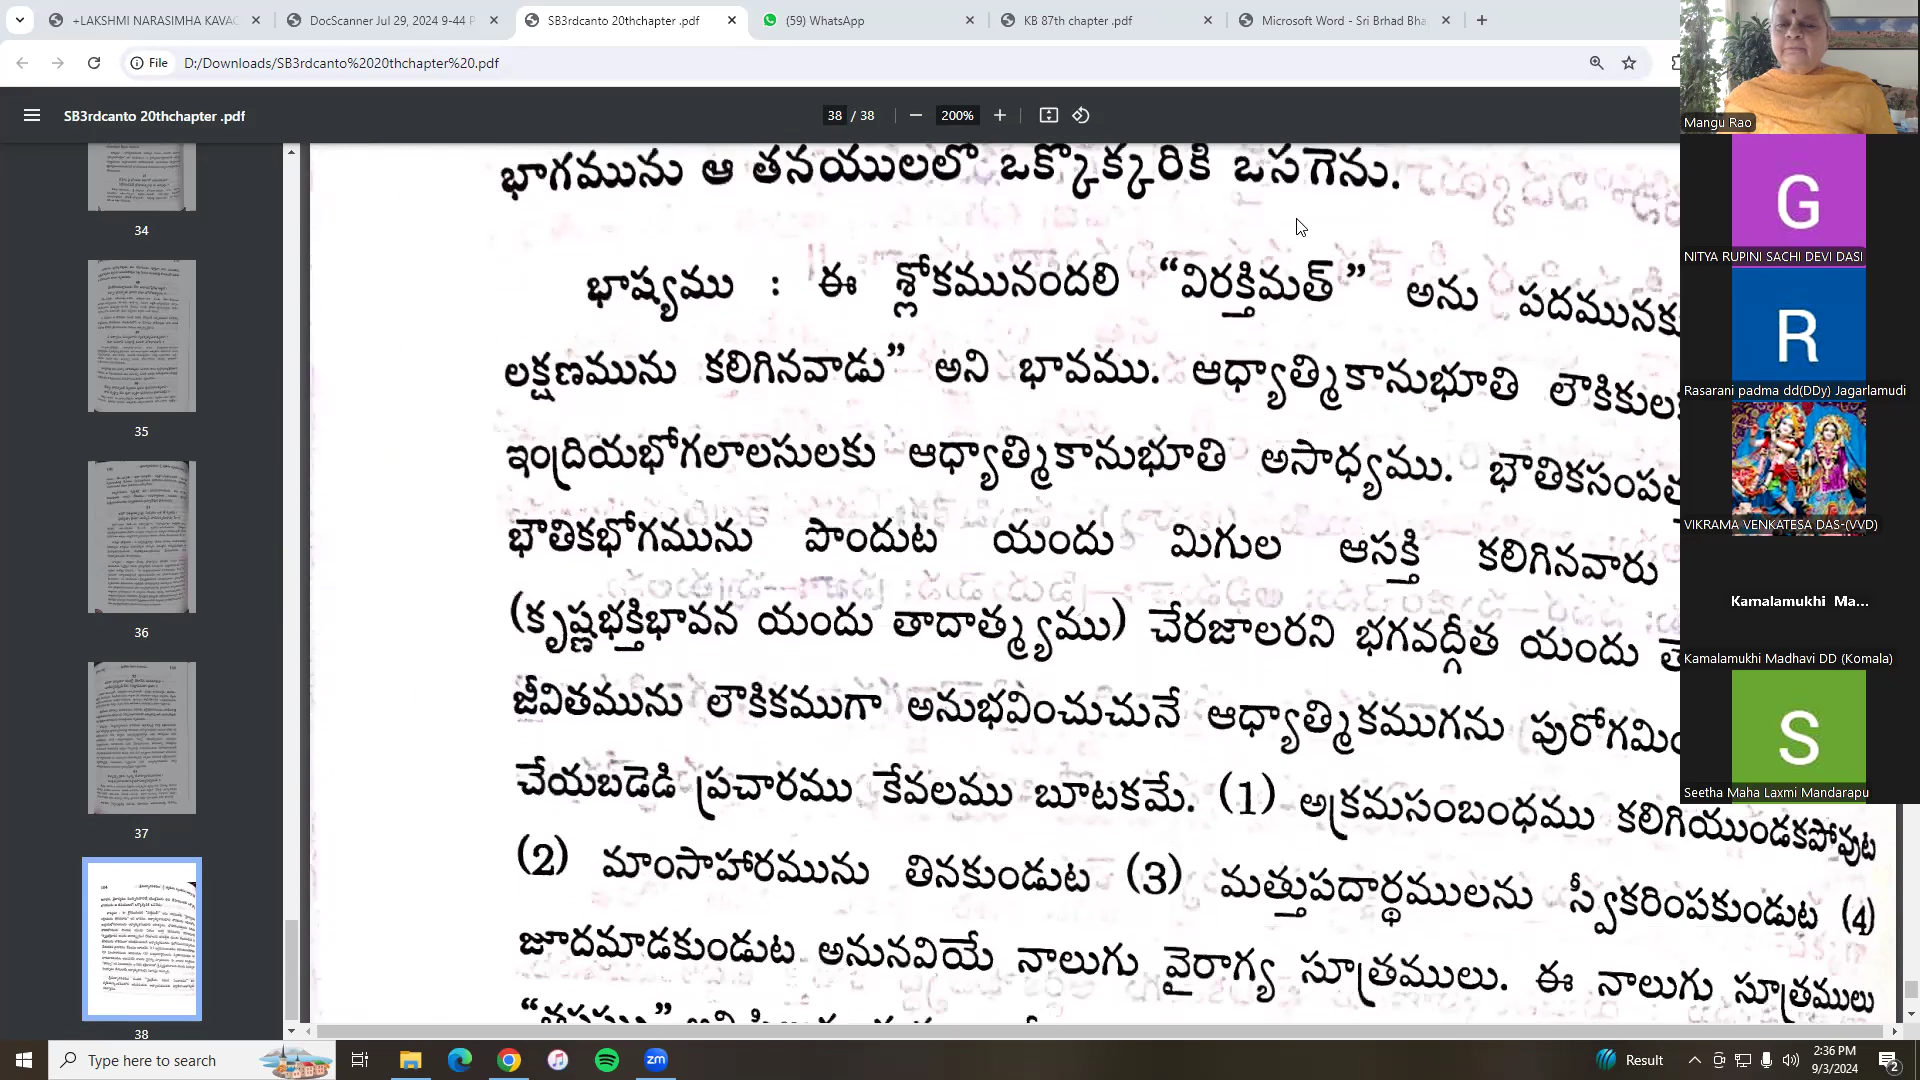 +LAKSHMI NARASIMHA KAVAC
DocScanner Jul 29, 2024 9-44 P
SB3rdcanto 20thchapter .pdf
(59) WhatsApp
KB 87th chapter .pdf
Microsoft Word - Sri Brhad Bha
File
D:/Downloads/SB3rdcanto%2020thchapter%20.pdf
SB3rdcanto 20thchapter .pdf
38 / 38
200%
34
35
36
37
38
భాగమును ఆ తనయులలో ఒక్కొక్కరికి ఒసగెను.
భాష్యము : ఈ శ్లోకమునందలి “విరక్తిమత్” అను పదమునకు
లక్షణమును కలిగినవాడు” అని భావము. ఆధ్యాత్మికానుభూతి లౌకికుల
ఇంద్రియభోగలాలసులకు ఆధ్యాత్మికానుభూతి అసాధ్యము. భౌతికసంపత
భౌతికభోగమును పొందుట యందు మిగుల ఆసక్తి కలిగినవారు
(కృష్ణభక్తిభావన యందు తాదాత్మ్యము) చేరజాలరని భగవద్గీత యందు
జీవితమును లౌకికముగా అనుభవించుచునే ఆధ్యాత్మికముగను పురోగమిం
చేయబడెడి ప్రచారము కేవలము బూటకమే. (1) అక్రమసంబంధము కలిగియుండకపోవుట
(2) మాంసాహారమును తినకుండుట (3) మత్తుపదార్థములను స్వీకరింపకుండుట (4)
జూదమాడకుండుట అనునవియే నాలుగు వైరాగ్య సూత్రములు. ఈ నాలుగు సూత్రములు
Mangu Rao
G
NITYA RUPINI SACHI DEVI DASI
R
Rasarani padma dd(DDy) Jagarlamudi
VIKRAMA VENKATESA DAS-(VVD)
Kamalamukhi Ma...
Kamalamukhi Madhavi DD (Komala)
S
Seetha Maha Laxmi Mandarapu
Type here to search
zm
Result
2:36 PM
9/3/2024
2